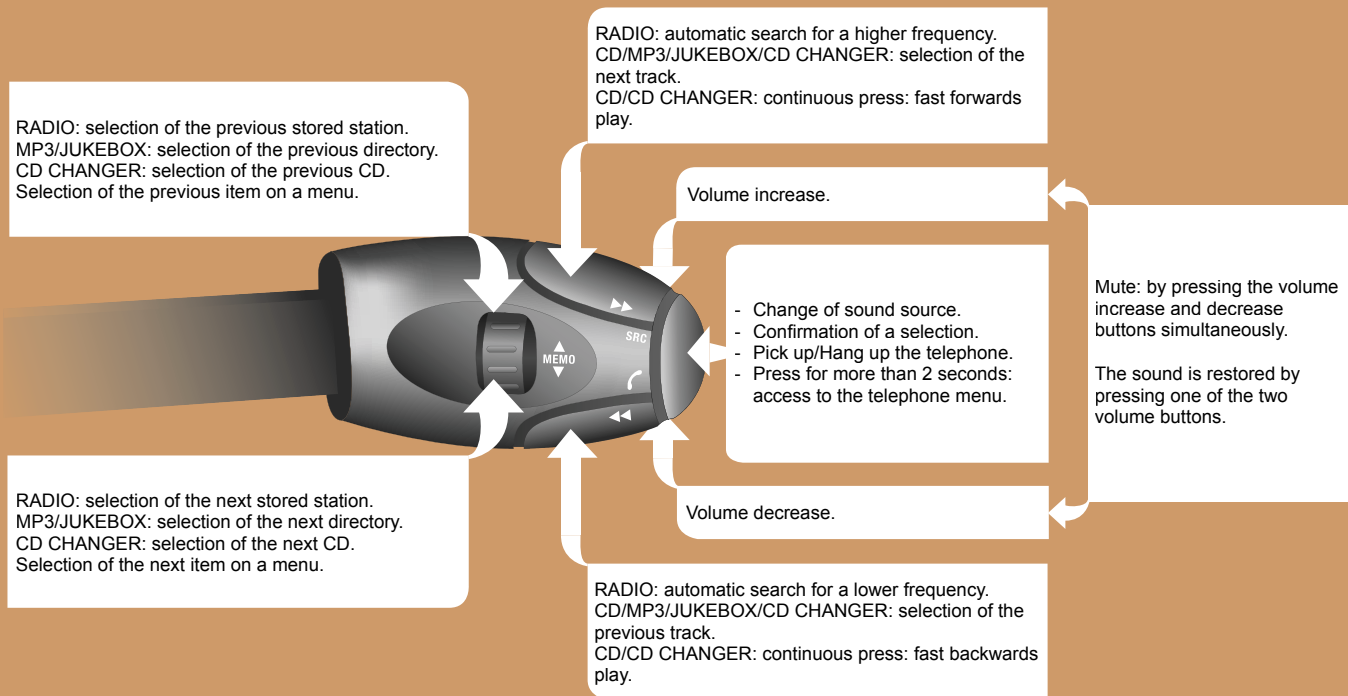 RADIO: automatic search for a higher frequency.
CD/MP3/JUKEBOX/CD CHANGER: selection of the
next track.
CD/CD CHANGER: continuous press: fast forwards
play.
RADIO: selection of the previous stored station.
MP3/JUKEBOX: selection of the previous directory.
CD CHANGER: selection of the previous CD.
Selection of the previous item on a menu.
Volume increase.
- Change of sound source.
- Confirmation of a selection.
- Pick up/Hang up the telephone.
- Press for more than 2 seconds:
access to the telephone menu.
Mute: by pressing the volume
increase and decrease
buttons simultaneously.
The sound is restored by
pressing one of the two
volume buttons.
SRC
MEMO
RADIO: selection of the next stored station.
MP3/JUKEBOX: selection of the next directory.
CD CHANGER: selection of the next CD.
Selection of the next item on a menu.
Volume decrease.
RADIO: automatic search for a lower frequency.
CD/MP3/JUKEBOX/CD CHANGER: selection of the
previous track.
CD/CD CHANGER: continuous press: fast backwards
play.